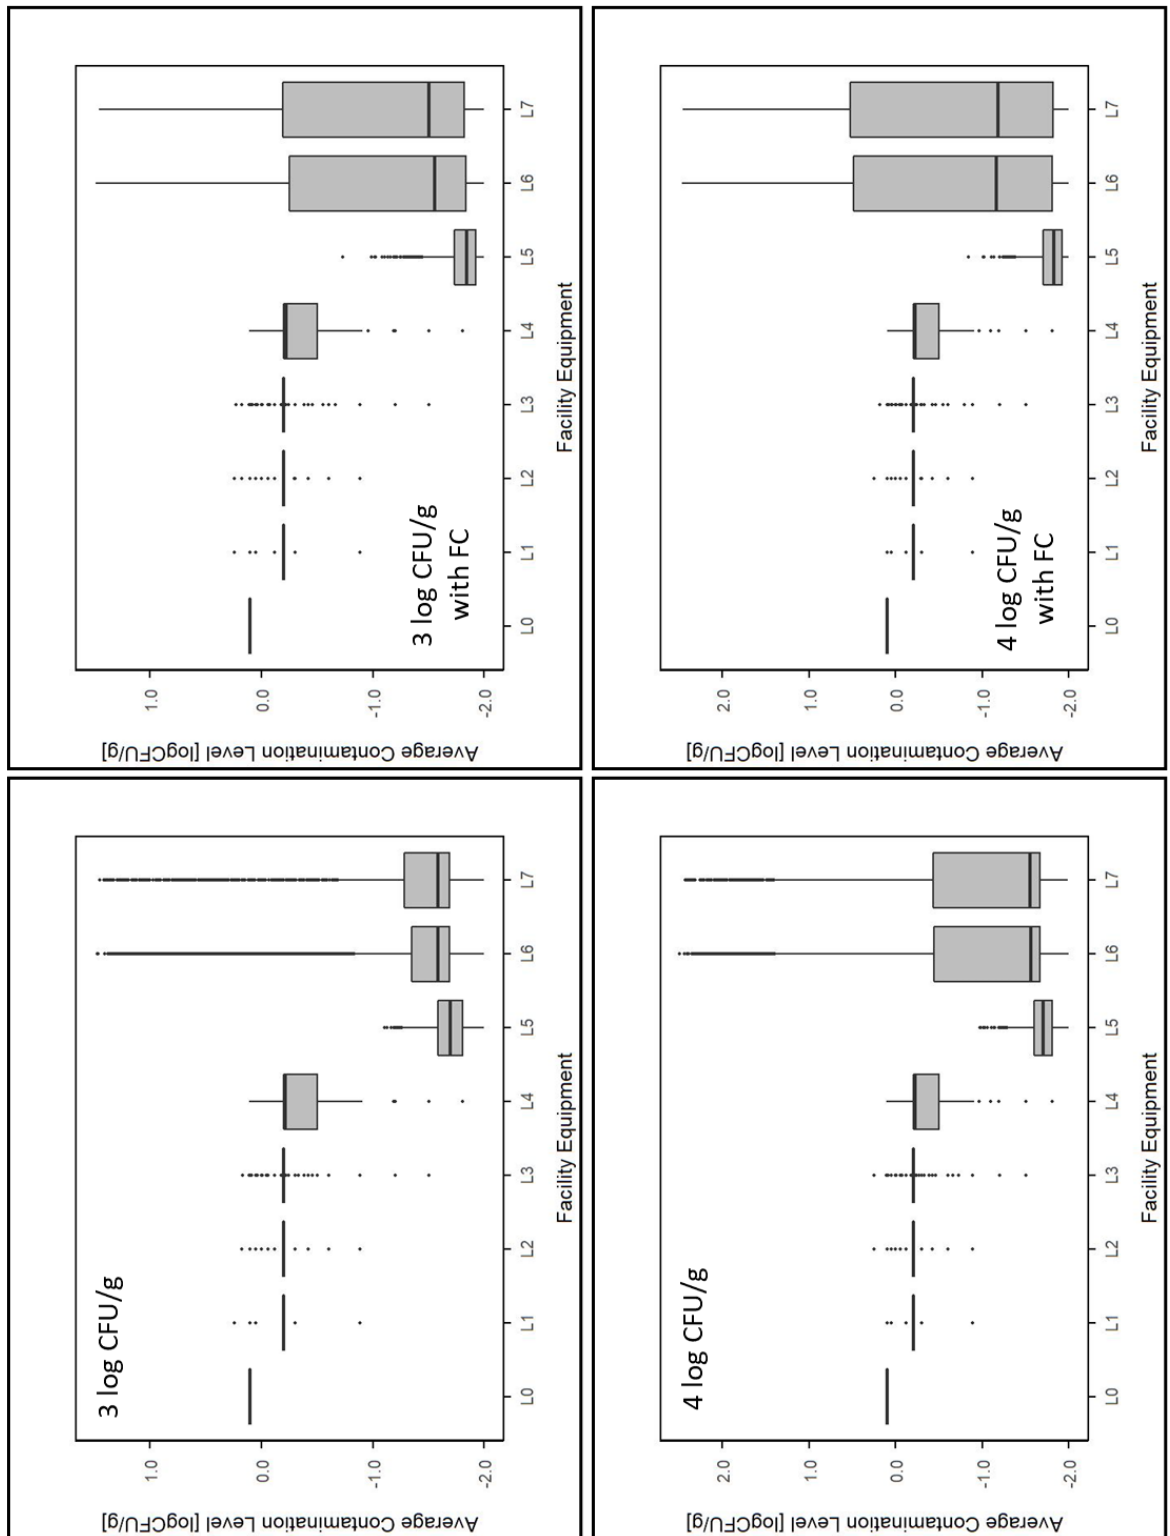 3 log CFU/g
Average Contamination Level [logCFU/g]
1.0
0.0
-1.0
-2.0
L0 L1 L2 L3 L4 L5 L6 L7
Facility Equipment
3 log CFU/g
with FC
Average Contamination Level [logCFU/g]
1.0
0.0
-1.0
-2.0
L0 L1 L2 L3 L4 L5 L6 L7
Facility Equipment
4 log CFU/g
Average Contamination Level [logCFU/g]
2.0
1.0
0.0
-1.0
-2.0
L0 L1 L2 L3 L4 L5 L6 L7
Facility Equipment
4 log CFU/g
with FC
Average Contamination Level [logCFU/g]
2.0
1.0
0.0
-1.0
-2.0
L0 L1 L2 L3 L4 L5 L6 L7
Facility Equipment